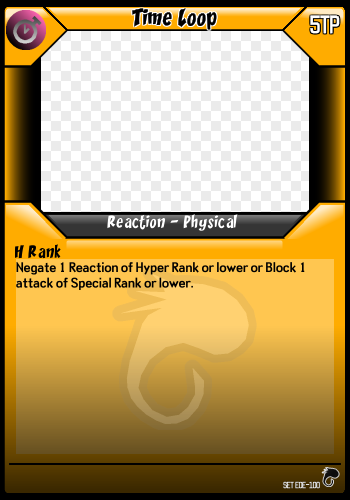 Time Loop
5TP
Reaction - Physical
H Rank
Negate 1 Reaction of Hyper Rank or lower or Block 1
attack of Special Rank or lower.
SET EOE-100